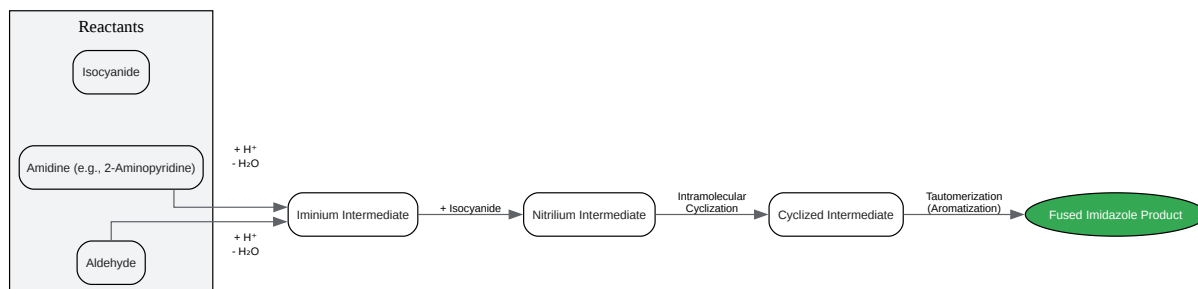 Reactants
Isocyanide
Amidine (e.g., 2-Aminopyridine)
Aldehyde
+ H⁺
- H₂O
+ H⁺
- H₂O
Iminium Intermediate
+ Isocyanide
Nitrilium Intermediate
Intramolecular
Cyclization
Cyclized Intermediate
Tautomerization
(Aromatization)
Fused Imidazole Product